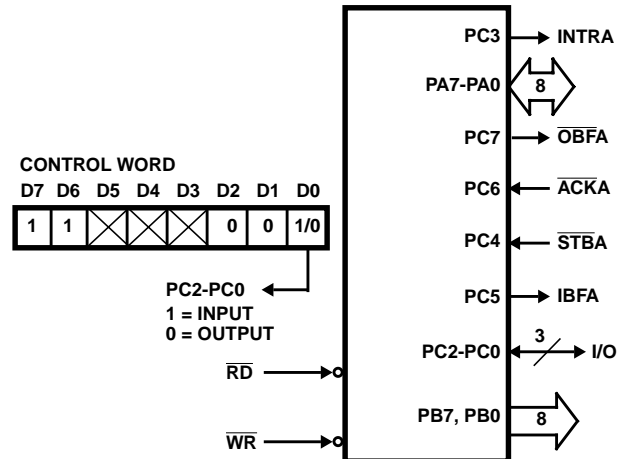 PC3 INTRA
PA7-PA0 8
PC7 OBFA
CONTROL WORD
D7 D6 D5 D4 D3 D2 D1 D0
1 1 0 0 1/0
PC6 ACKA
PC4 STBA
PC2-PC0
1 = INPUT
0 = OUTPUT
PC5 IBFA
PC2-PC0 3 I/O
RD
PB7, PB0 8
WR